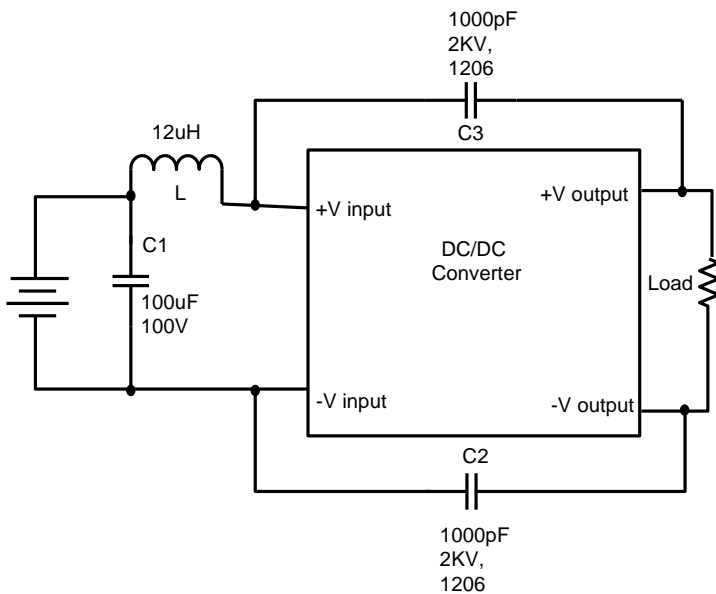 1000pF
2KV,
1206
C3
12uH
L
+V input
+V output
C1
DC/DC
Converter
Load
100uF
100V
-V input
-V output
C2
1000pF
2KV,
1206